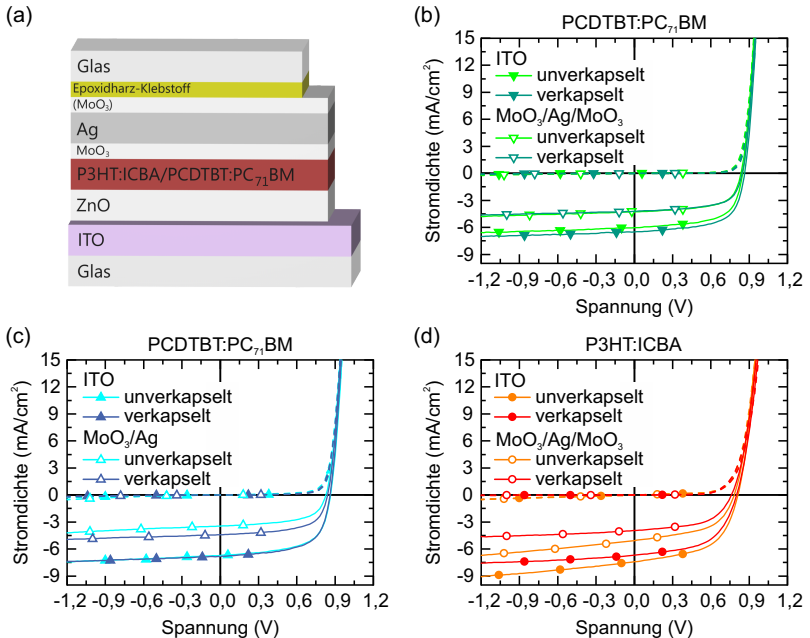 (a)
Glas
Epoxidharz-Klebstoff
(MoO₃)
Ag
MoO₃
P3HT:ICBA/PCDTBT:PC₇₁BM
ZnO
ITO
Glas
(b)
PCDTBT:PC₇₁BM
ITO
unverkapselt
verkapselt
MoO₃/Ag/MoO₃
unverkapselt
verkapselt
Stromdichte (mA/cm²)
15
12
9
6
3
0
-3
-6
-9
-1,2 -0,9 -0,6 -0,3 0 0,3 0,6 0,9 1,2
Spannung (V)
(c)
PCDTBT:PC₇₁BM
ITO
unverkapselt
verkapselt
MoO₃/Ag
unverkapselt
verkapselt
Stromdichte (mA/cm²)
15
12
9
6
3
0
-3
-6
-9
-1,2 -0,9 -0,6 -0,3 0 0,3 0,6 0,9 1,2
Spannung (V)
(d)
P3HT:ICBA
ITO
unverkapselt
verkapselt
MoO₃/Ag/MoO₃
unverkapselt
verkapselt
Stromdichte (mA/cm²)
15
12
9
6
3
0
-3
-6
-9
-1,2 -0,9 -0,6 -0,3 0 0,3 0,6 0,9 1,2
Spannung (V)